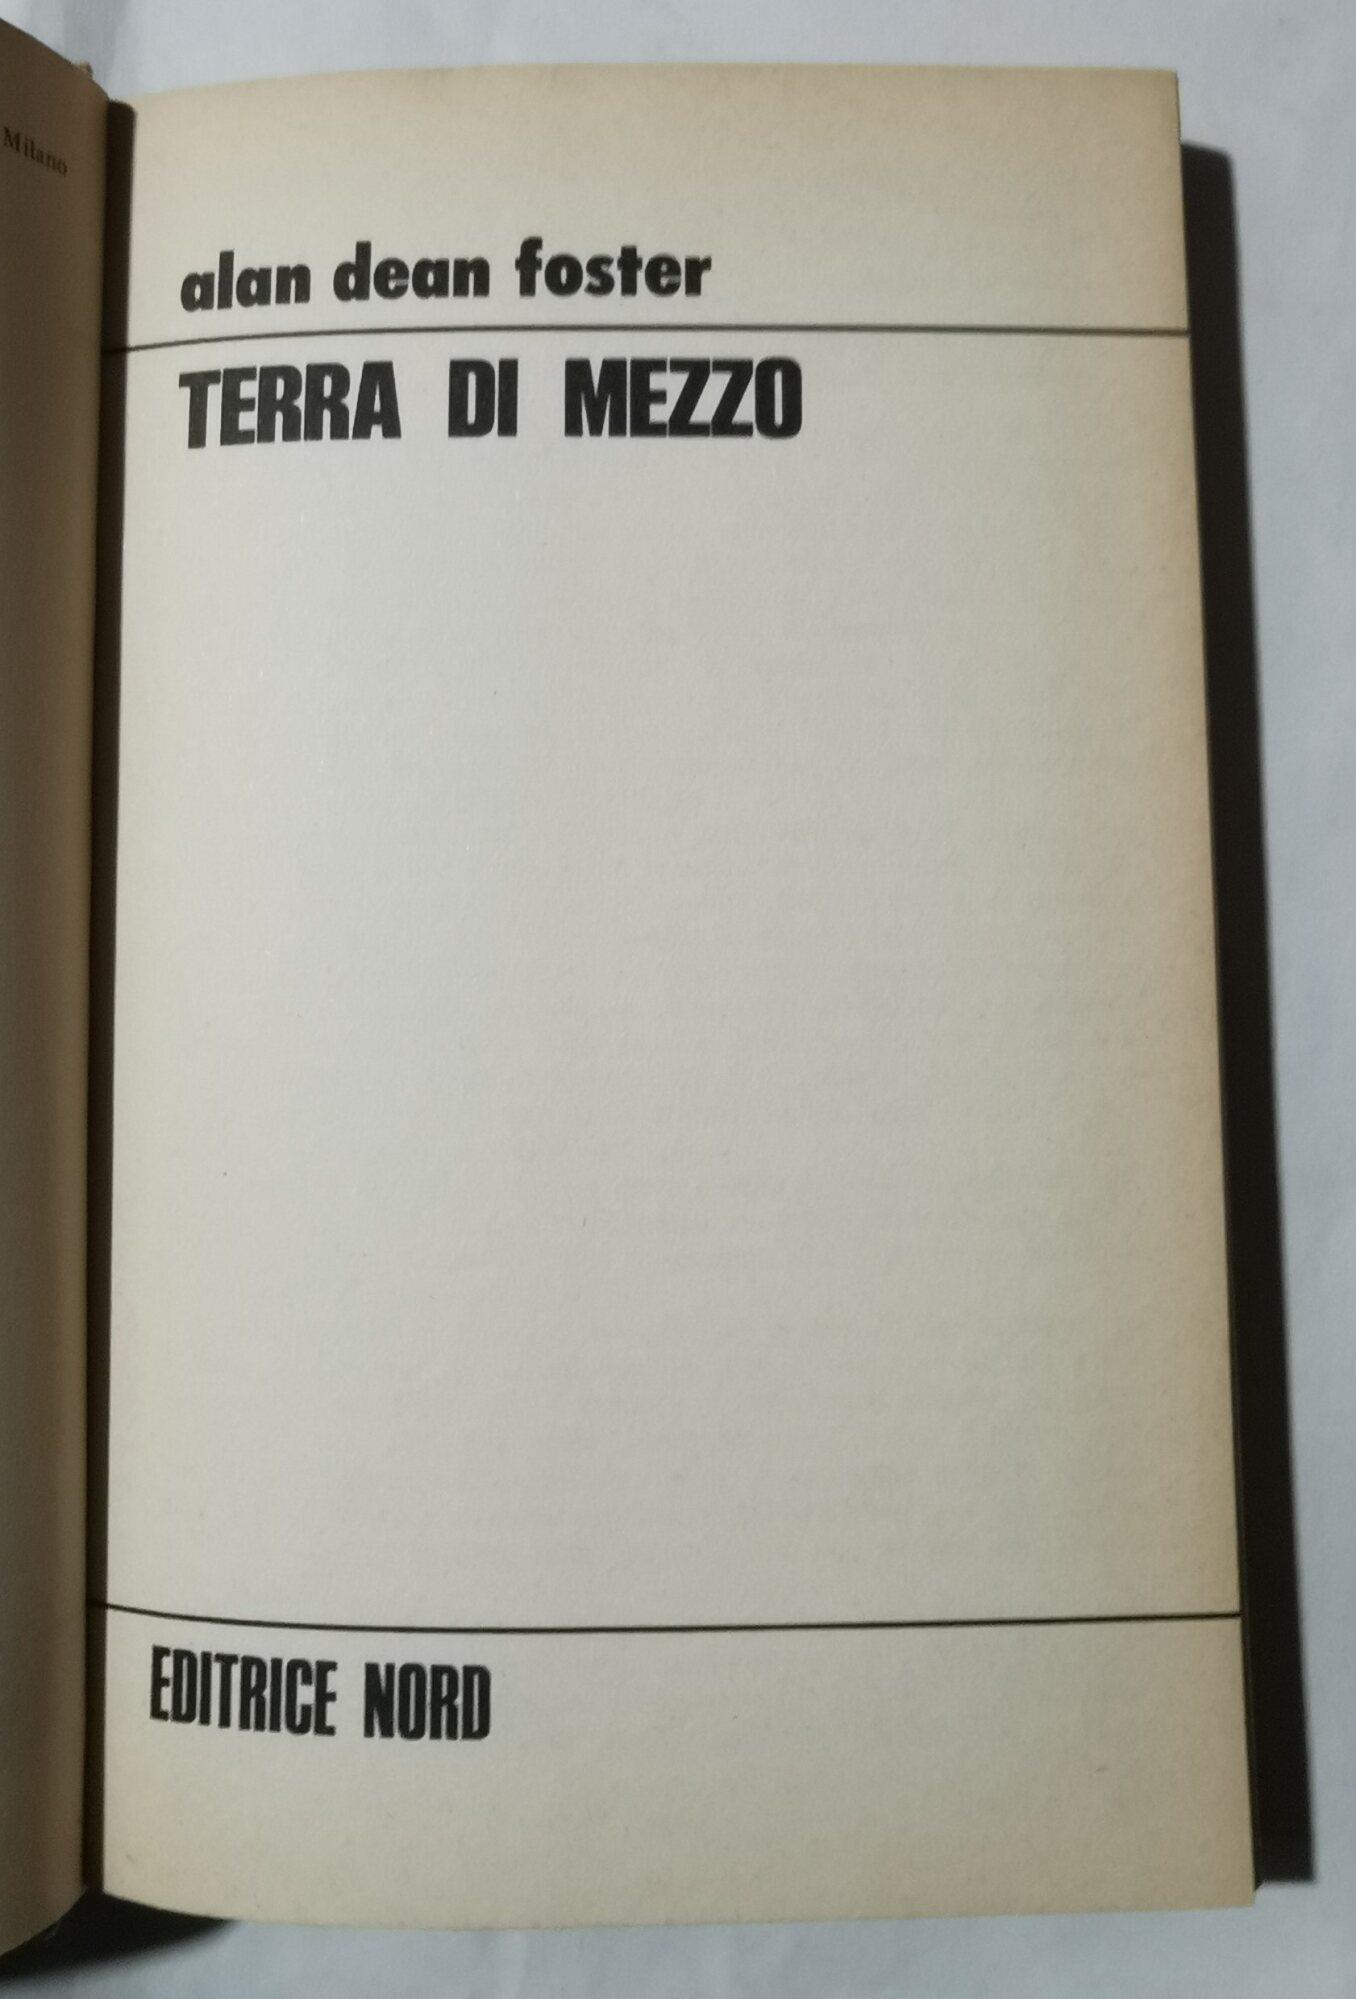 Milano
alan dean foster
TERRA DI MEZZO
EDITRICE NORD